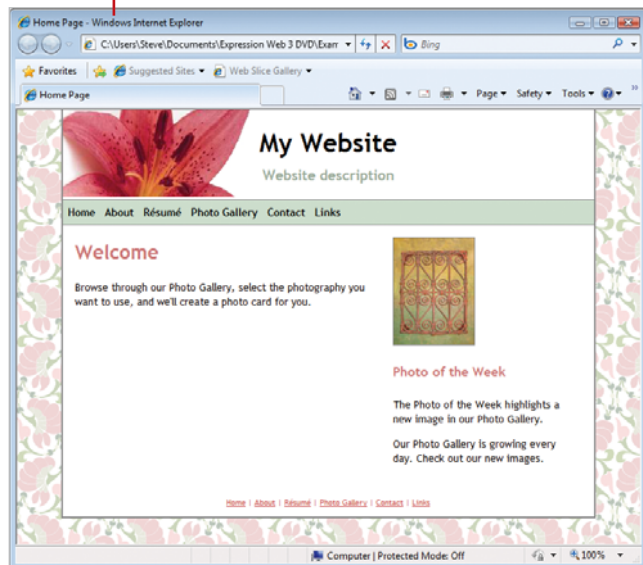 Home Page - Windows Internet Explorer
C:\Users\Steve\Documents\Expression Web 3 DVD\Exam
Bing
Favorites
Suggested Sites
Web Slice Gallery
Home Page
Page
Safety
Tools
My Website
Website description
Home About Résumé Photo Gallery Contact Links
Welcome
Browse through our Photo Gallery, select the photography you
want to use, and we'll create a photo card for you.
Photo of the Week
The Photo of the Week highlights a
new image in our Photo Gallery.
Our Photo Gallery is growing every
day. Check out our new images.
Home | About | Résumé | Photo Gallery | Contact | Links
Computer | Protected Mode: Off
100%